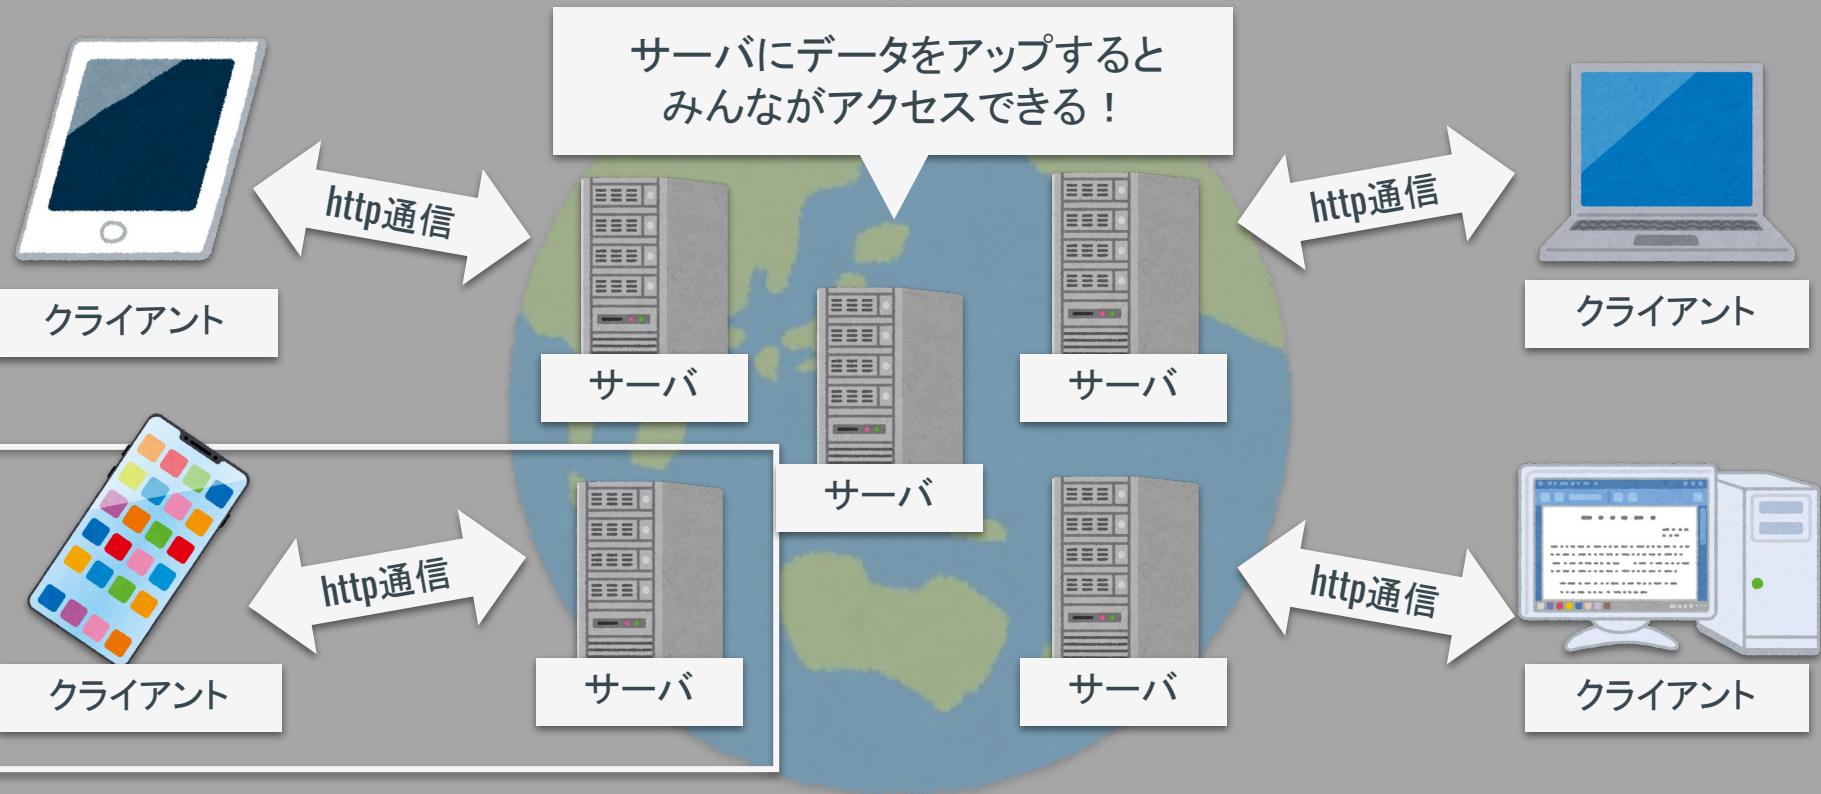 サーバにデータをアップすると
みんながアクセスできる！
http通信
http通信
クライアント
クライアント
サーバ
サーバ
サーバ
http通信
http通信
クライアント
サーバ
サーバ
クライアント